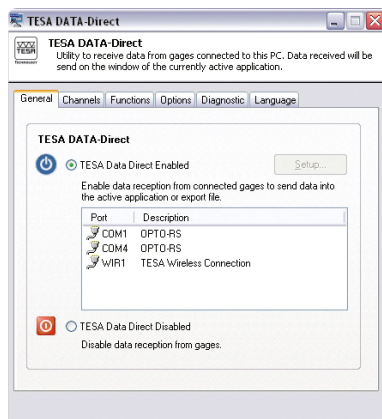 TESA DATA-Direct
TESA
TECHNOLOGY
TESA DATA-Direct
Utility to receive data from gages connected to this PC. Data received will be
send on the window of the currently active application.
General Channels Functions Options Diagnostic Language
TESA DATA-Direct
TESA Data Direct Enabled Setup...
Enable data reception from connected gages to send data into
the active application or export file.
Port Description
COM1 OPTO-RS
COM4 OPTO-RS
WIR1 TESA Wireless Connection
TESA Data Direct Disabled
Disable data reception from gages.